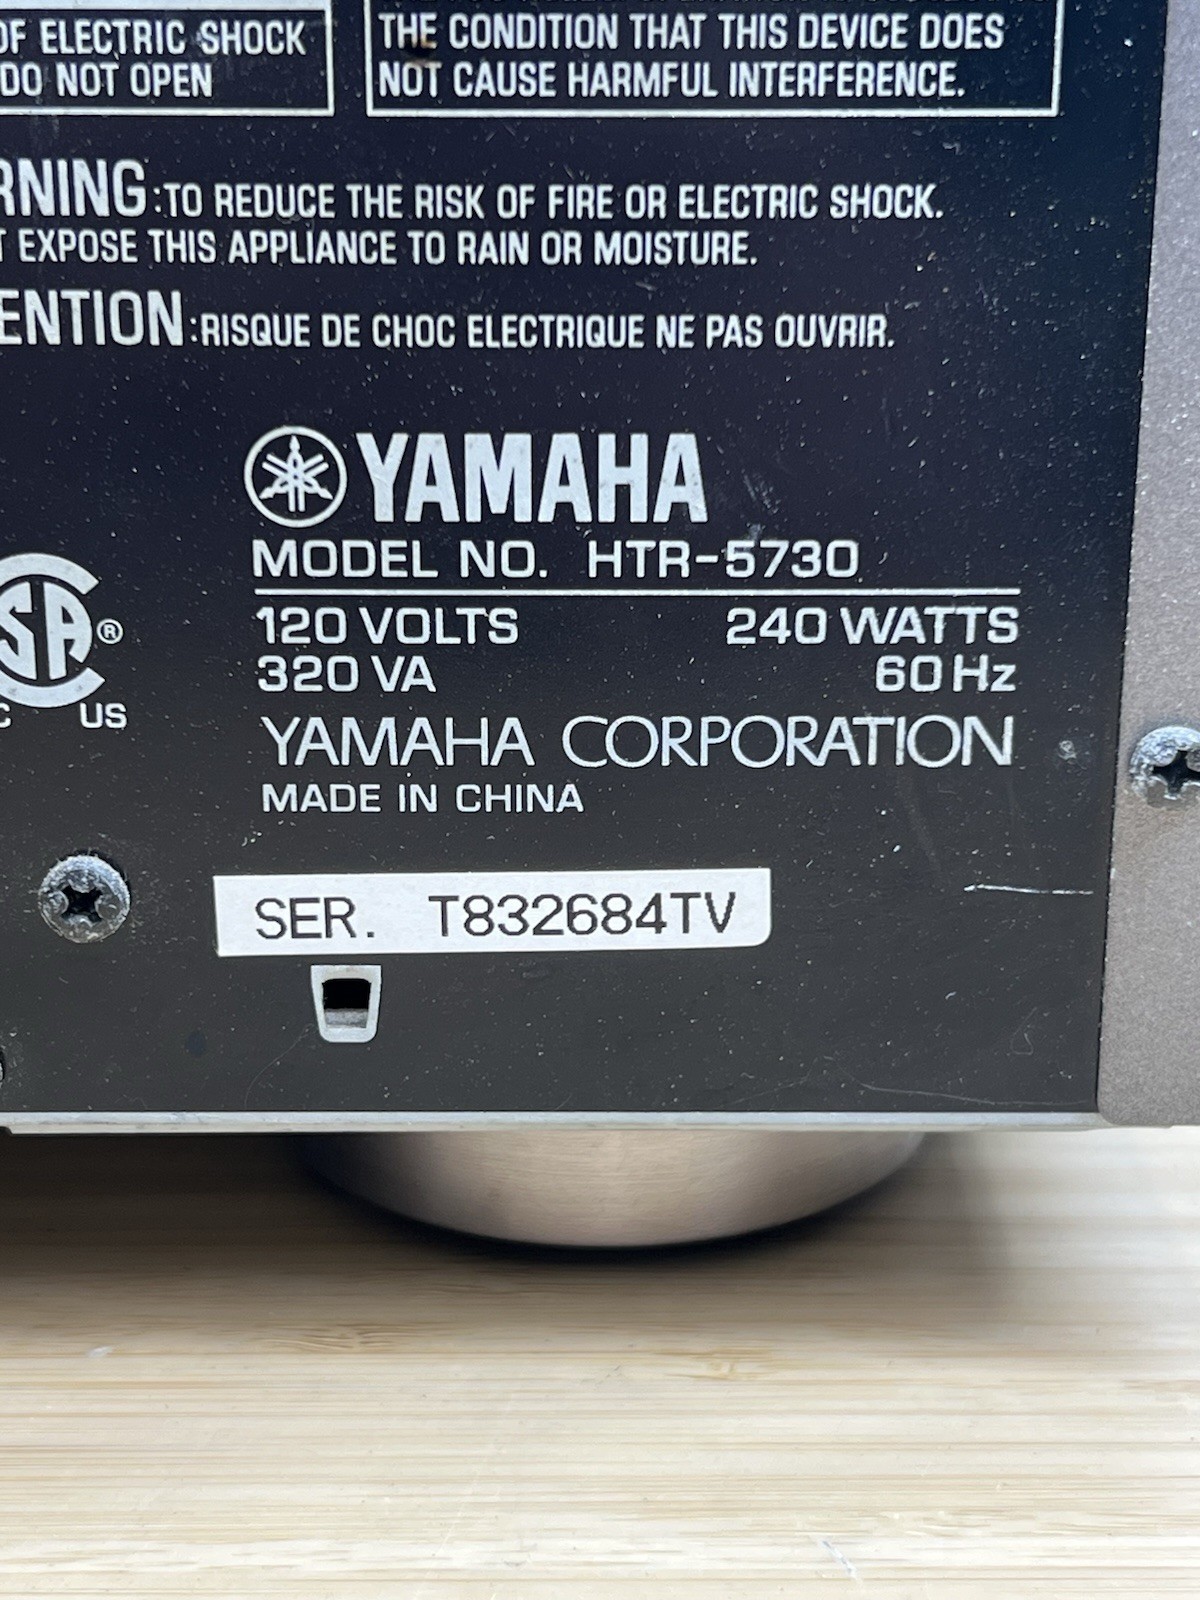 OF ELECTRIC SHOCK
DO NOT OPEN
THE CONDITION THAT THIS DEVICE DOES
NOT CAUSE HARMFUL INTERFERENCE.
RNING:TO REDUCE THE RISK OF FIRE OR ELECTRIC SHOCK.
T EXPOSE THIS APPLIANCE TO RAIN OR MOISTURE.
ENTION:RISQUE DE CHOC ELECTRIQUE NE PAS OUVRIR.
YAMAHA
MODEL NO. HTR-5730
120 VOLTS 240 WATTS
320 VA 60 Hz
SA®
C US
YAMAHA CORPORATION
MADE IN CHINA
SER. T832684TV